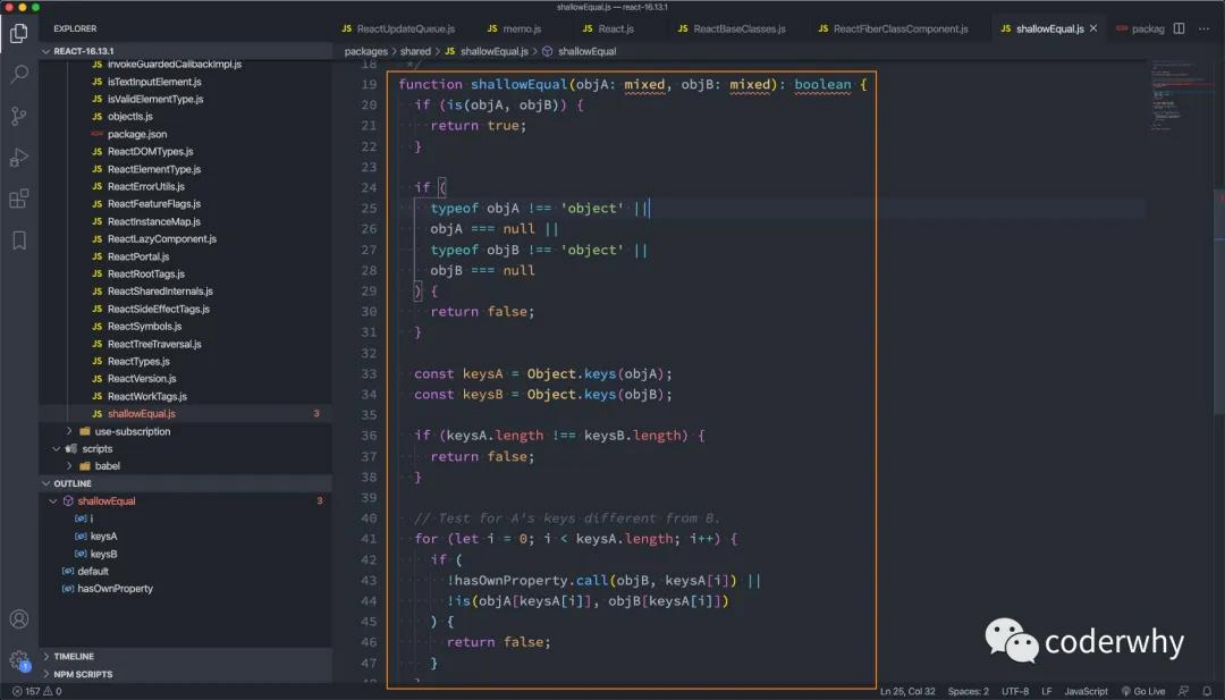 shallowEqual.js — react-16.13.1
EXPLORER
REACT-16.13.1
JS invokeGuardedCallbackImpl.js
JS isTextInputElement.js
JS isValidElementType.js
JS objectIs.js
package.json
JS ReactDOMTypes.js
JS ReactElementType.js
JS ReactErrorUtils.js
JS ReactFeatureFlags.js
JS ReactInstanceMap.js
JS ReactLazyComponent.js
JS ReactPortal.js
JS ReactRootTags.js
JS ReactSharedInternals.js
JS ReactSideEffectTags.js
JS ReactSymbols.js
JS ReactTreeTraversal.js
JS ReactTypes.js
JS ReactVersion.js
JS ReactWorkTags.js
JS shallowEqual.js 3
> use-subscription
scripts
> babel
OUTLINE
shallowEqual 3
i
keysA
keysB
default
hasOwnProperty
> TIMELINE
> NPM SCRIPTS
JS ReactUpdateQueue.js JS memo.js JS React.js JS ReactBaseClasses.js JS ReactFiberClassComponent.js JS shallowEqual.js × packag ...
packages > shared > JS shallowEqual.js > shallowEqual
18 */
19 function shallowEqual(objA: mixed, objB: mixed): boolean {
20 if (is(objA, objB)) {
21 return true;
22 }
23
24 if (
25 typeof objA !== 'object' ||
26 objA === null ||
27 typeof objB !== 'object' ||
28 objB === null
29 ) {
30 return false;
31 }
32
33 const keysA = Object.keys(objA);
34 const keysB = Object.keys(objB);
35
36 if (keysA.length !== keysB.length) {
37 return false;
38 }
39
40 // Test for A's keys different from B.
41 for (let i = 0; i < keysA.length; i++) {
42 if (
43 !hasOwnProperty.call(objB, keysA[i]) ||
44 !is(objA[keysA[i]], objB[keysA[i]])
45 ) {
46 return false;
47 }
coderwhy
1
157 0
Ln 25, Col 32 Spaces: 2 UTF-8 LF JavaScript Go Live